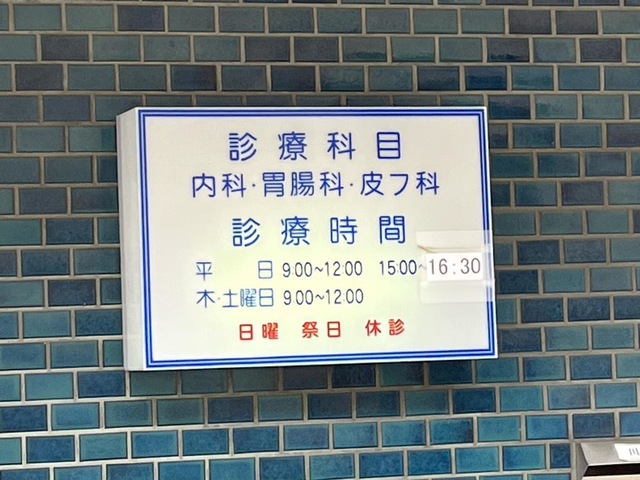 診療科目
内科・胃腸科・皮フ科
診療時間
平 日 9:00~12:00 15:00~16:30
木・土曜日 9:00~12:00
日曜 祭日 休診
川